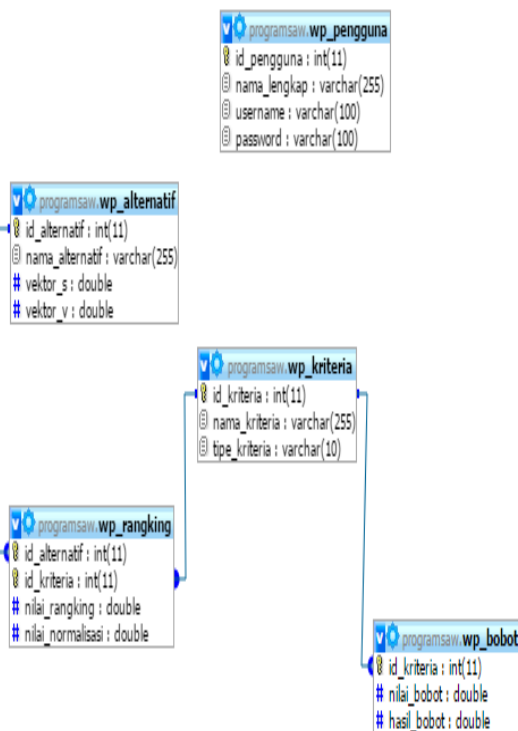 programsaw.wp_pengguna
id_pengguna : int(11)
nama_lengkap : varchar(255)
username : varchar(100)
password : varchar(100)
programsaw.wp_alternatif
id_alternatif : int(11)
nama_alternatif : varchar(255)
# vektor_s : double
# vektor_v : double
programsaw.wp_kriteria
id_kriteria : int(11)
nama_kriteria : varchar(255)
tipe_kriteria : varchar(10)
programsaw.wp_rangking
id_alternatif : int(11)
id_kriteria : int(11)
# nilai_rangking : double
# nilai_normalisasi : double
programsaw.wp_bobot
id_kriteria : int(11)
# nilai_bobot : double
# hasil_bobot : double